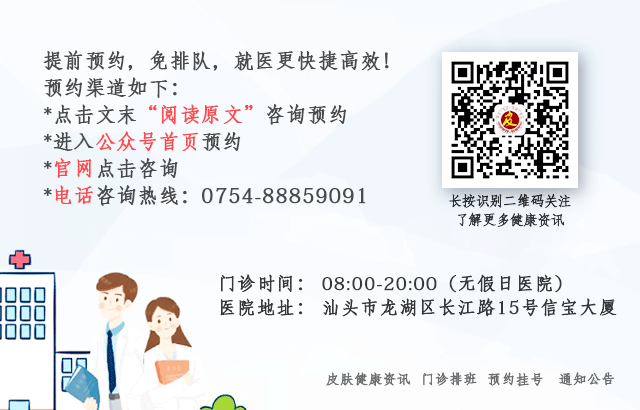 提前预约，免排队，就医更快捷高效！
预约渠道如下：
*点击文末“阅读原文”咨询预约
*进入公众号首页预约
*官网点击咨询
*电话咨询热线：0754-88859091
长按识别二维码关注
了解更多健康资讯
门诊时间： 08:00-20:00（无假日医院）
医院地址： 汕头市龙湖区长江路15号信宝大厦
皮肤健康资讯 门诊排班 预约挂号 通知公告